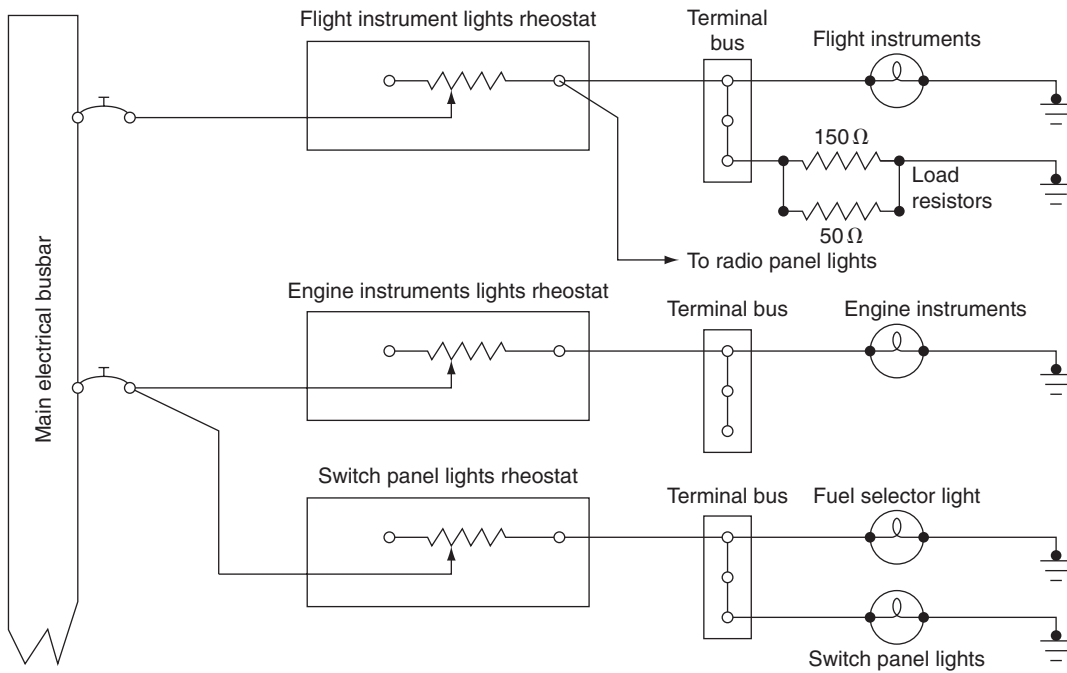 Flight instrument lights rheostat
Terminal
bus
Flight instruments
150 Ω
Load
resistors
50 Ω
To radio panel lights
Main electrical busbar
Engine instruments lights rheostat
Terminal bus
Engine instruments
Switch panel lights rheostat
Terminal bus
Fuel selector light
Switch panel lights